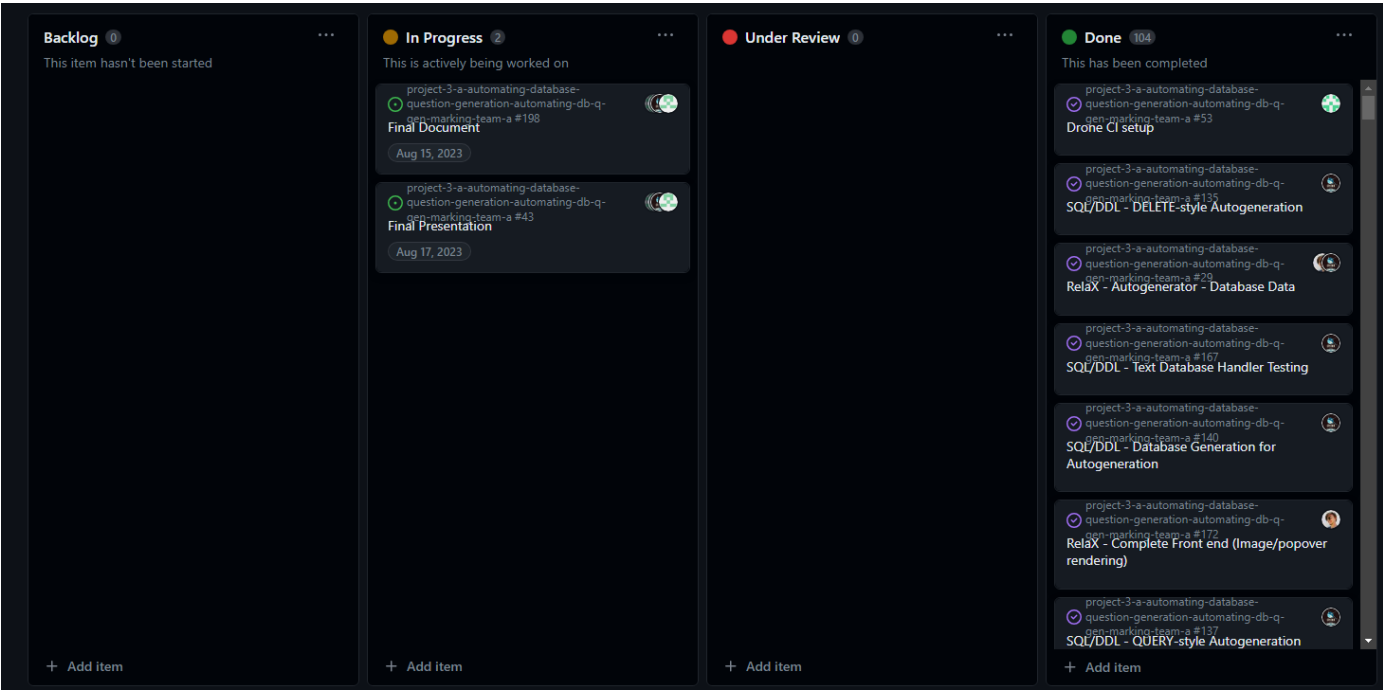 Backlog 0
This item hasn't been started
+ Add item
In Progress 2
This is actively being worked on
project-3-a-automating-database-
question-generation-automating-db-q-
gen-marking-team-a #198
Final Document
Aug 15, 2023
project-3-a-automating-database-
question-generation-automating-db-q-
gen-marking-team-a #43
Final Presentation
Aug 17, 2023
+ Add item
Under Review 0
+ Add item
Done 104
This has been completed
project-3-a-automating-database-
question-generation-automating-db-q-
gen-marking-team-a #53
Drone CI setup
project-3-a-automating-database-
question-generation-automating-db-q-
gen-marking-team-a #135
SQL/DDL - DELETE-style Autogeneration
project-3-a-automating-database-
question-generation-automating-db-q-
gen-marking-team-a #29
RelaX - Autogenerator - Database Data
project-3-a-automating-database-
question-generation-automating-db-q-
gen-marking-team-a #167
SQL/DDL - Text Database Handler Testing
project-3-a-automating-database-
question-generation-automating-db-q-
gen-marking-team-a #140
SQL/DDL - Database Generation for
Autogeneration
project-3-a-automating-database-
question-generation-automating-db-q-
gen-marking-team-a #172
RelaX - Complete Front end (Image/popover
rendering)
project-3-a-automating-database-
question-generation-automating-db-q-
gen-marking-team-a #137
SQL/DDL - QUERY-style Autogeneration
+ Add item